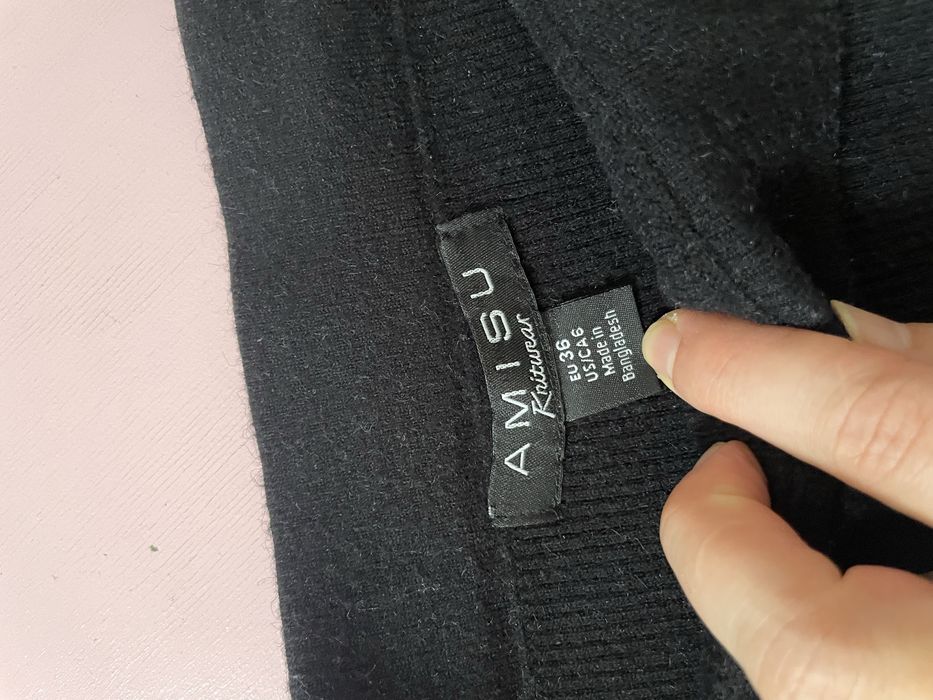 AMISU
Knitwear
EU 36
US/CA 6
Made in
Bangladesh